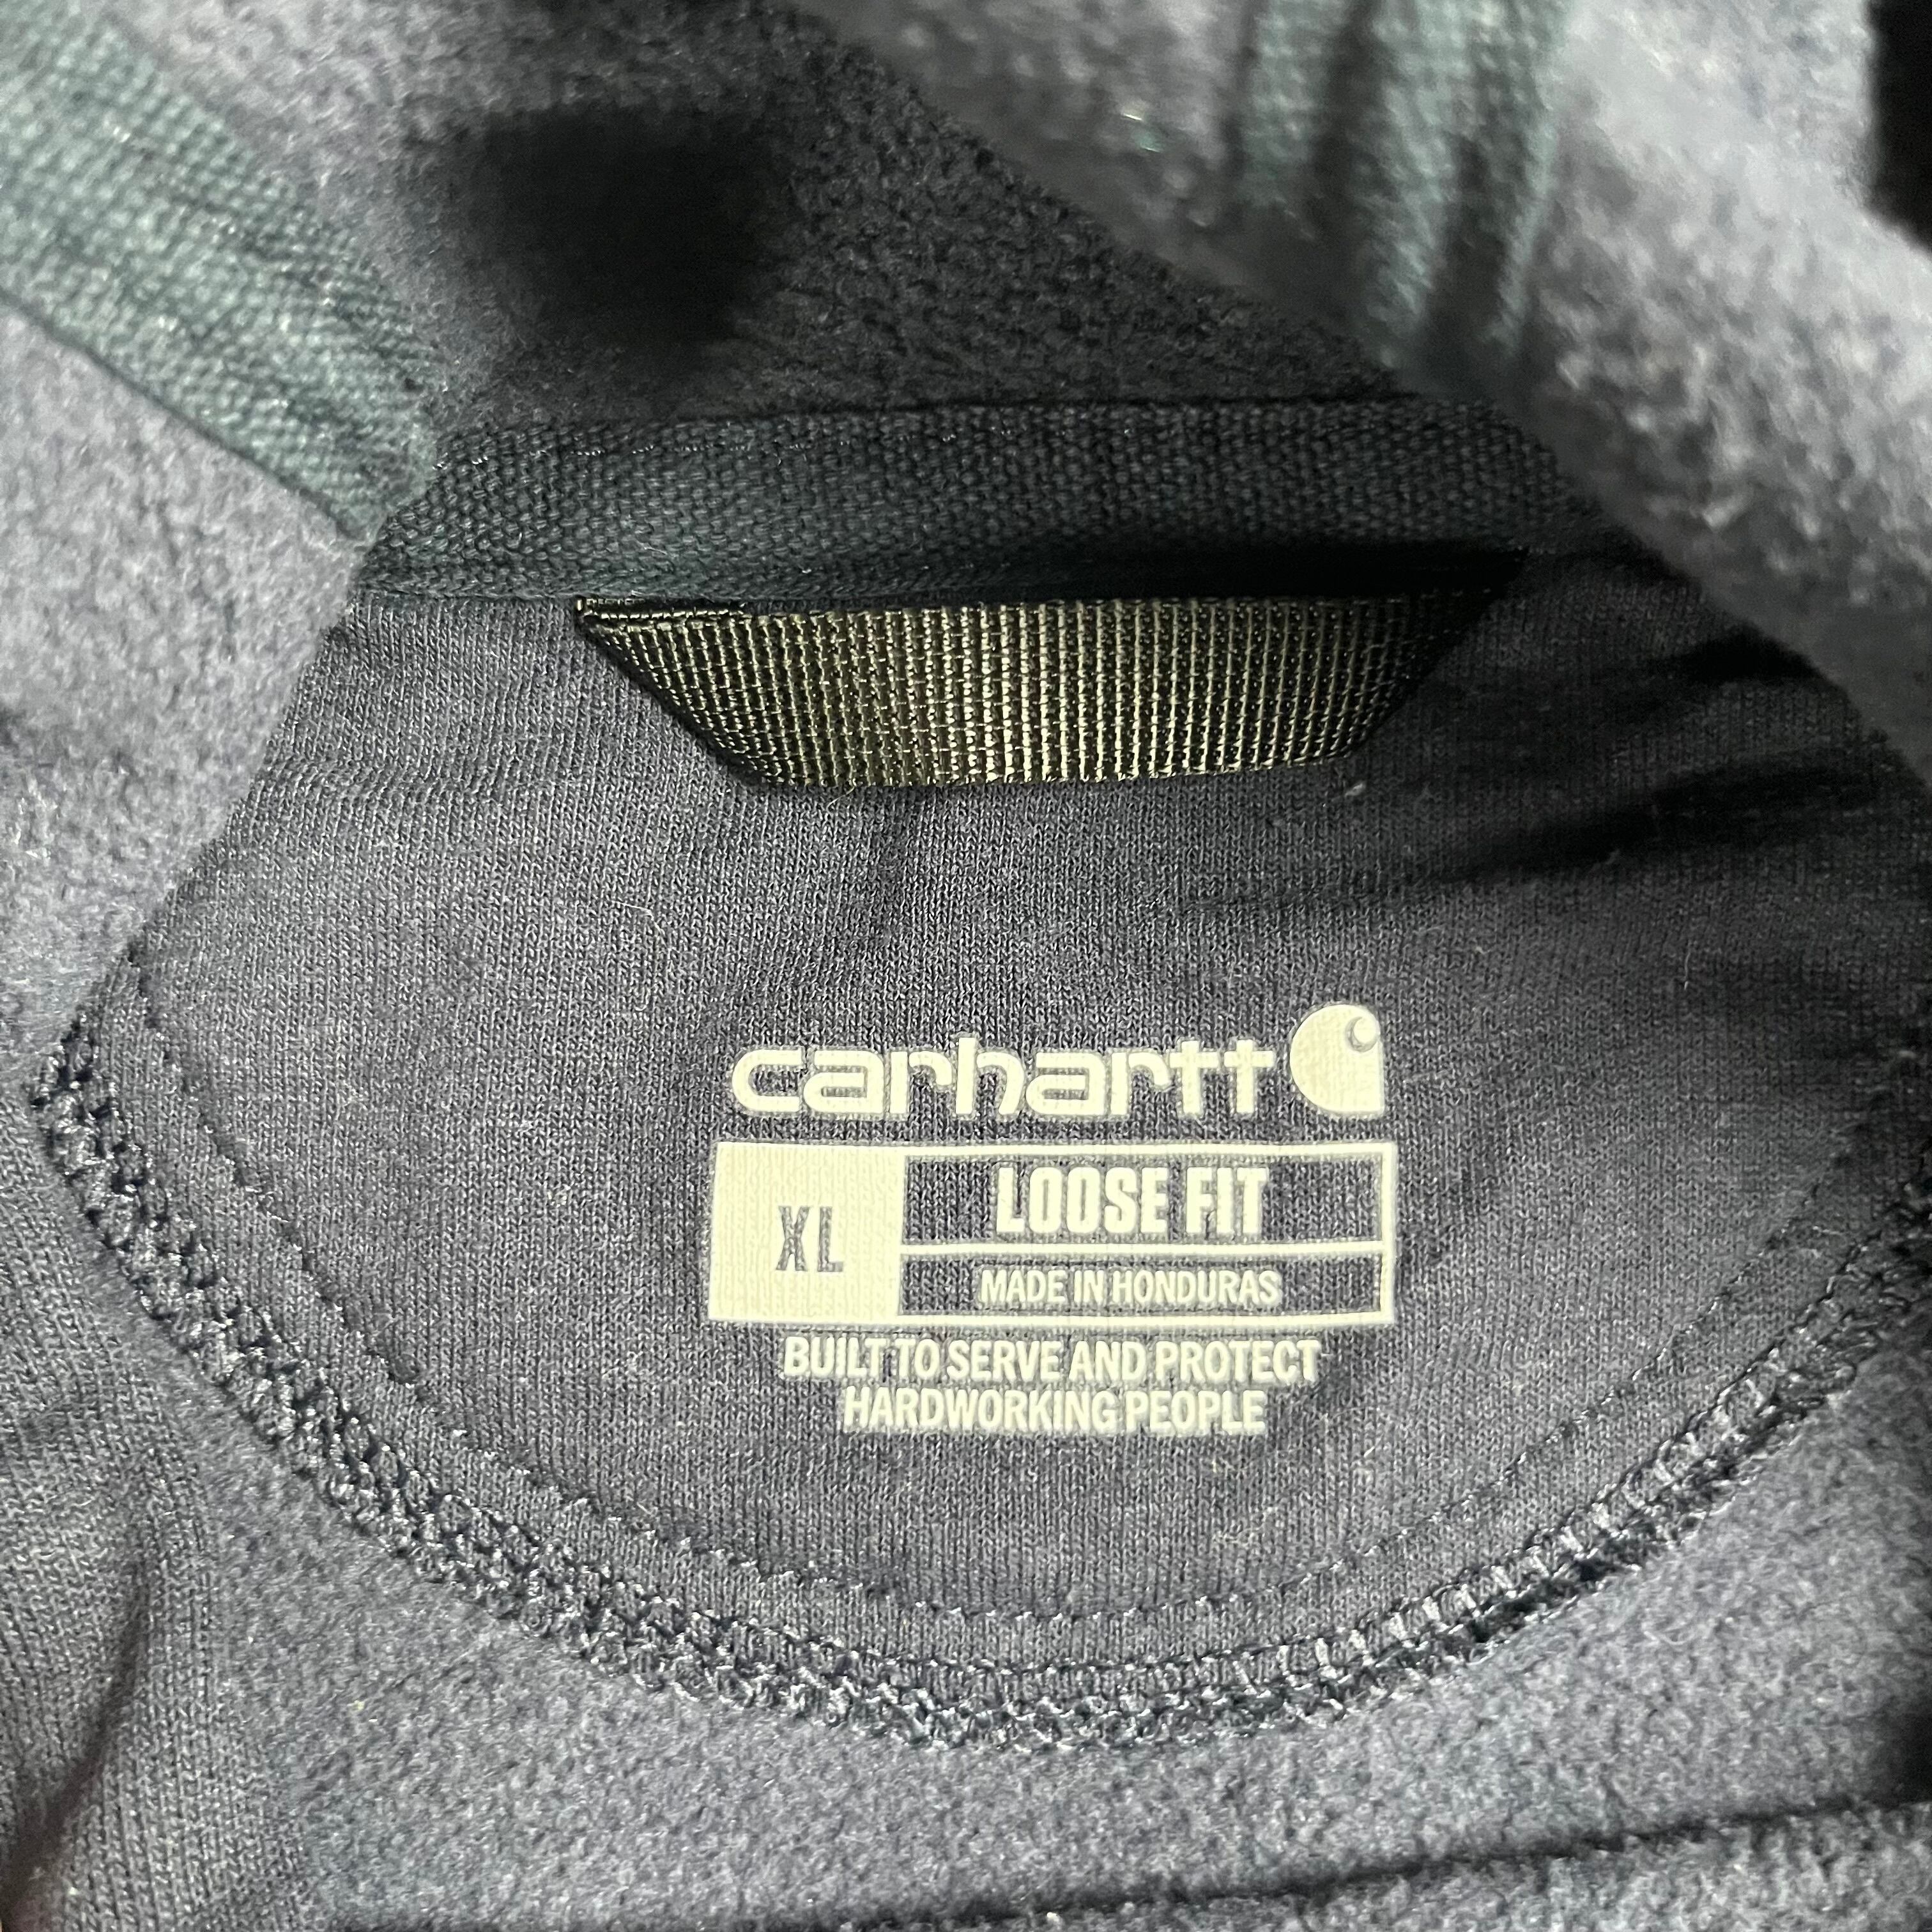 carhartt
XL
LOOSE FIT
MADE IN HONDURAS
BUILT TO SERVE AND PROTECT
HARDWORKING PEOPLE